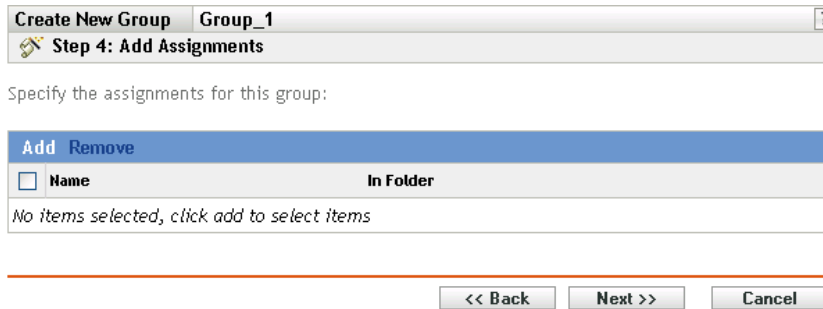 Create New Group Group_1
Step 4: Add Assignments
Specify the assignments for this group:
Add Remove
Name In Folder
No items selected, click add to select items
<< Back Next >> Cancel